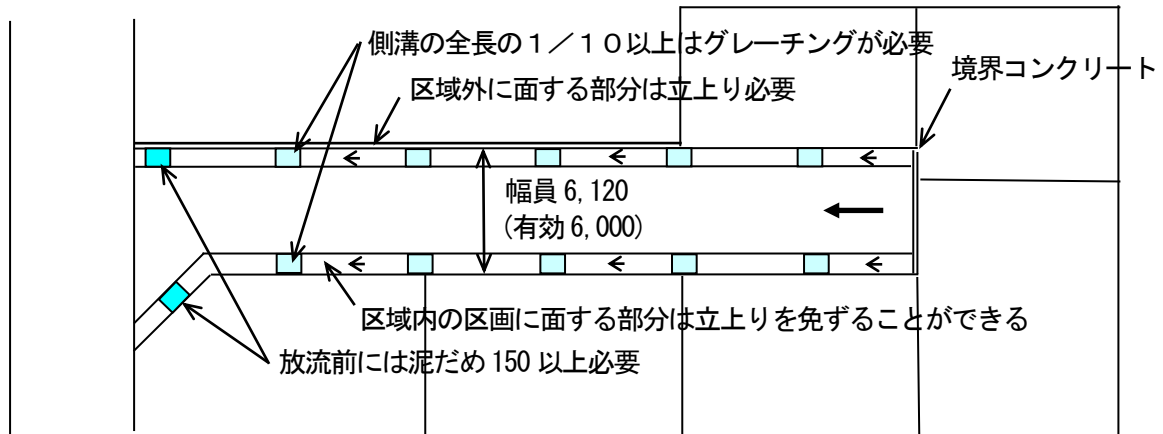 側溝の全長の１／１０以上はグレーチングが必要
境界コンクリート
区域外に面する部分は立上り必要
幅員 6,120
(有効 6,000)
区域内の区画に面する部分は立上りを免ずることができる
放流前には泥だめ 150 以上必要